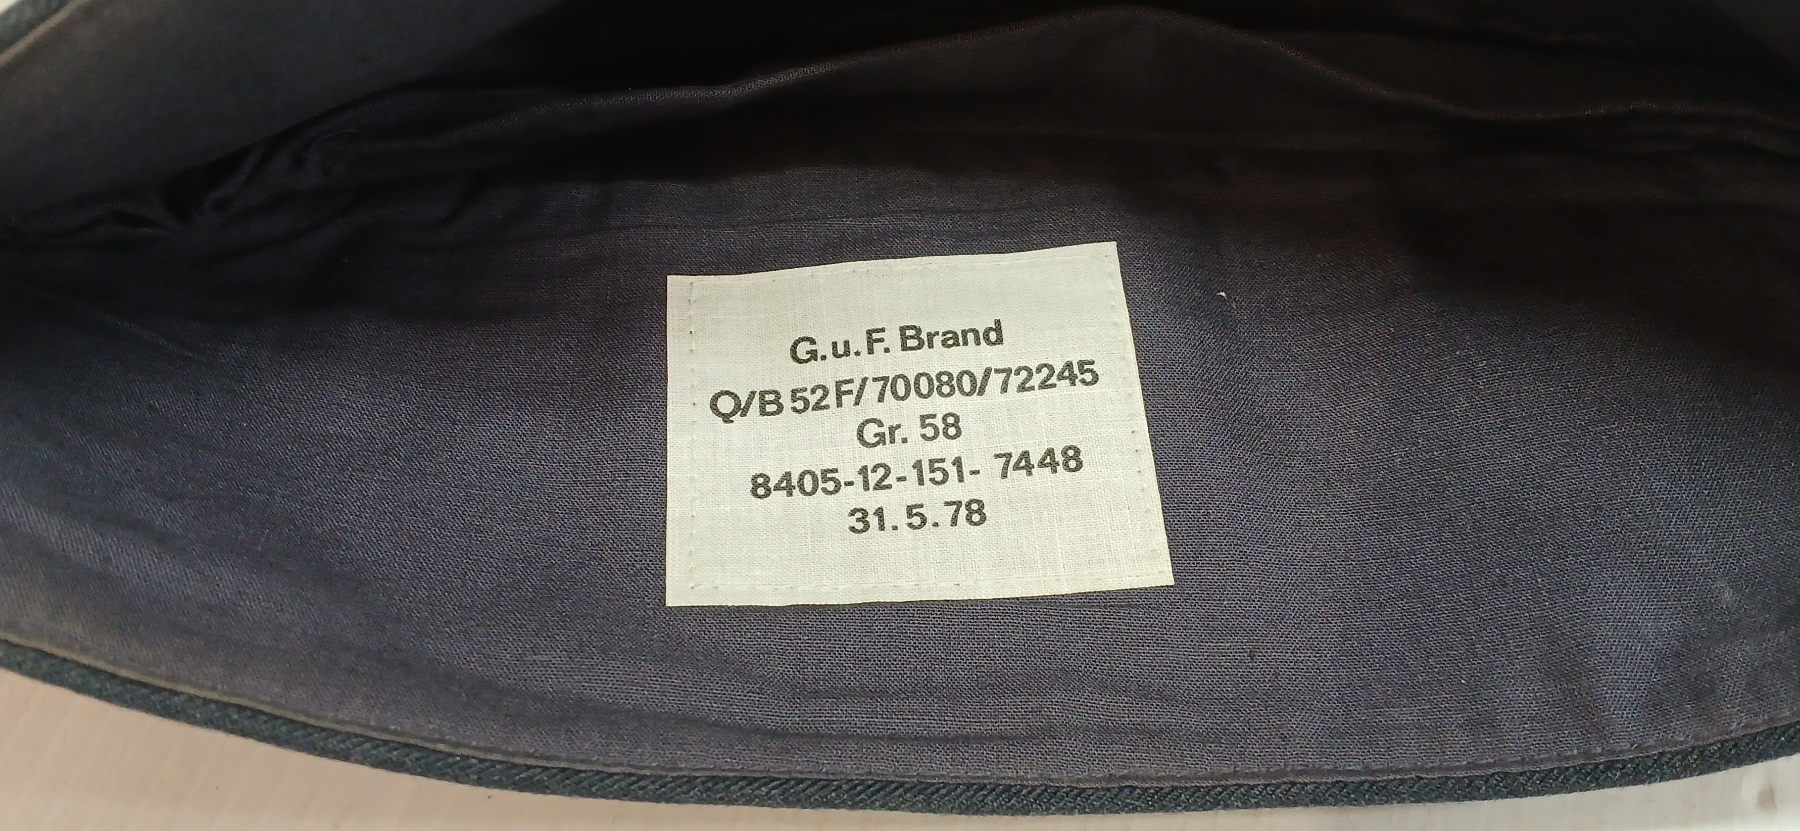 G.u.F. Brand
Q/B 52F/70080/72245
Gr. 58
8405-12-151- 7448
31.5.78